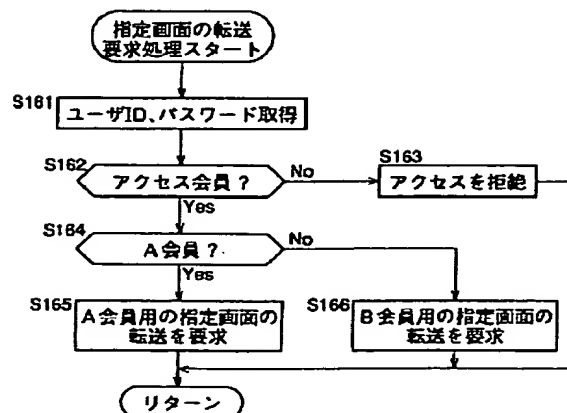 指定画面の転送
要求処理スタート
S161
ユーザID、パスワード取得
S162
アクセス会員?
No
S163
アクセスを拒絶
Yes
S164
A会員?
No
Yes
S165
A会員用の指定画面の
転送を要求
S166
B会員用の指定画面の
転送を要求
リターン